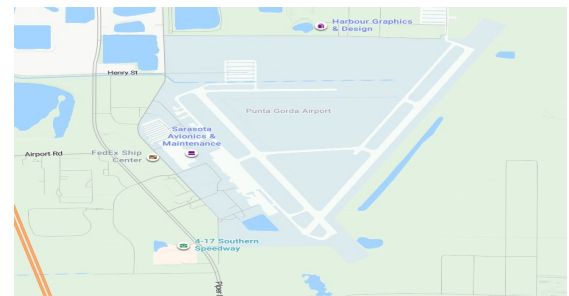 Harbour Graphics
& Design
Henry St
Punta Gorda Airport
Sarasota
Avionics &
Maintenance
Airport Rd
FedEx Ship
Center
4-17 Southern
Speedway